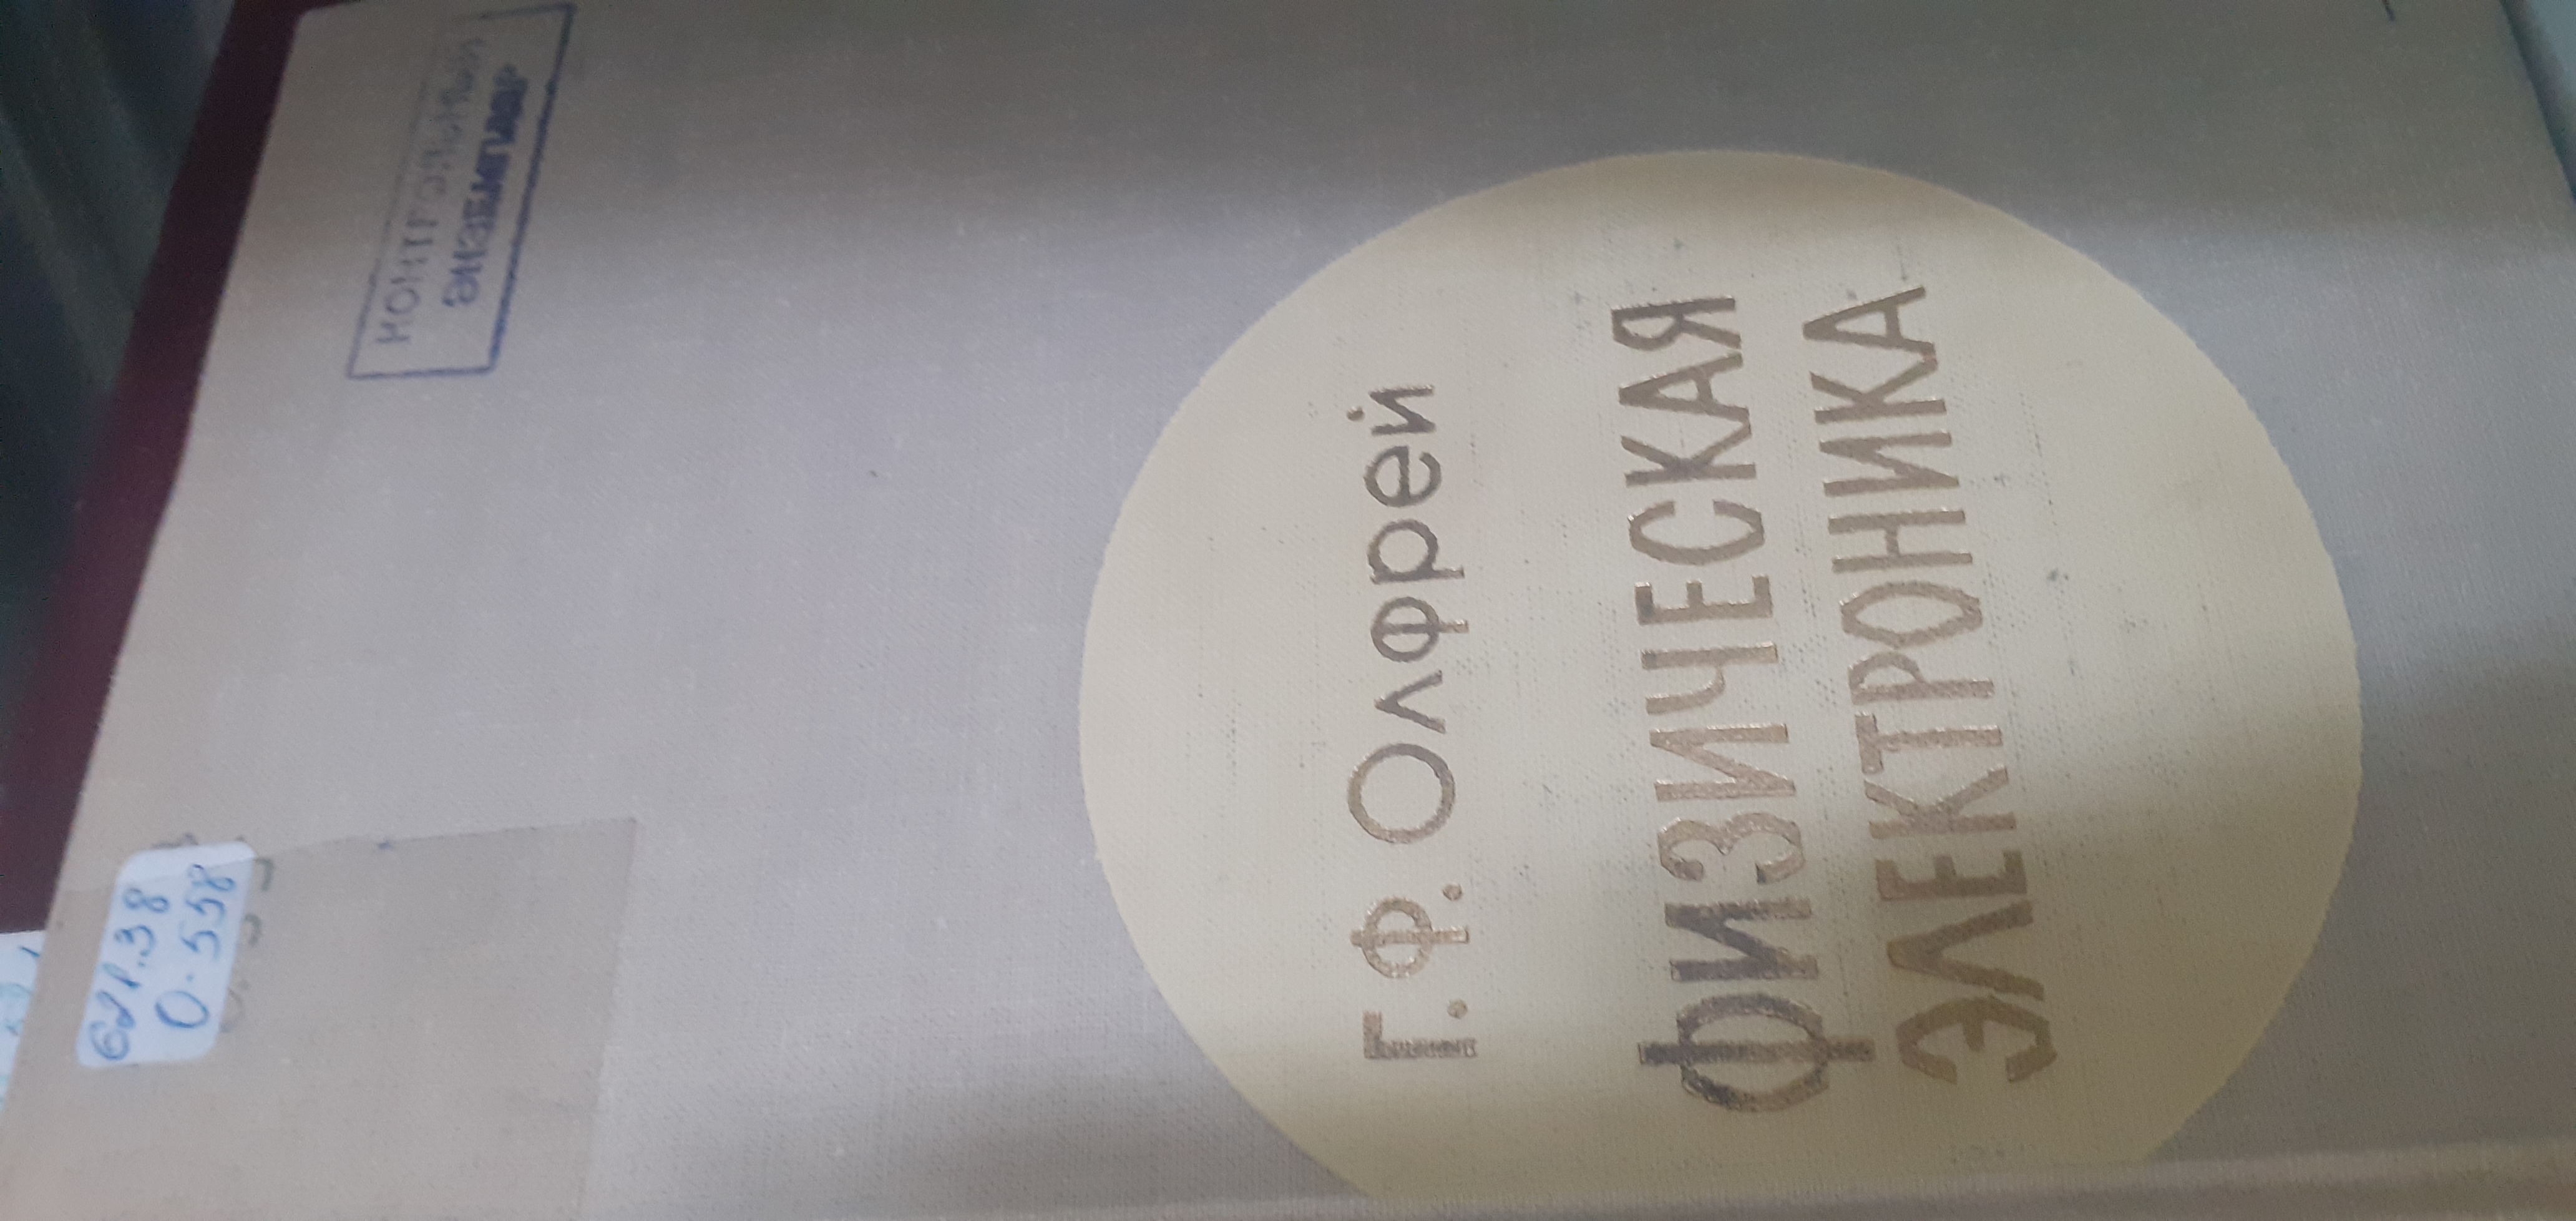 621.38
О-558
КОНТРОЛЬНЫЙ
ЭКЗЕМПЛЯР
Г. Ф. Олфрей
ФИЗИЧЕСКАЯ
ЭЛЕКТРОНИКА